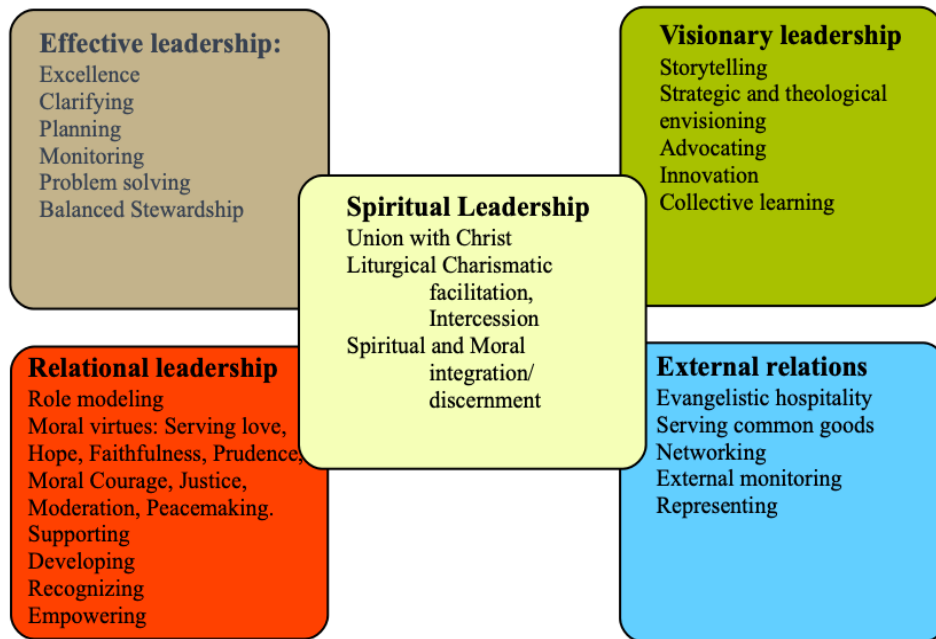 Effective leadership:
Excellence
Clarifying
Planning
Monitoring
Problem solving
Balanced Stewardship
Visionary leadership
Storytelling
Strategic and theological
envisioning
Advocating
Innovation
Collective learning
Spiritual Leadership
Union with Christ
Liturgical Charismatic
facilitation,
Intercession
Spiritual and Moral
integration/
discernment
Relational leadership
Role modeling
Moral virtues: Serving love,
Hope, Faithfulness, Prudence,
Moral Courage, Justice,
Moderation, Peacemaking.
Supporting
Developing
Recognizing
Empowering
External relations
Evangelistic hospitality
Serving common goods
Networking
External monitoring
Representing